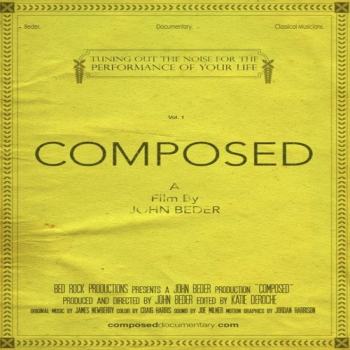 Beder. Documentary. Classical Musicians.
TUNING OUT THE NOISE FOR THE
PERFORMANCE OF YOUR LIFE
Vol. 1
COMPOSED
A
Film By
JOHN BEDER
BED ROCK PRODUCTIONS PRESENTS A JOHN BEDER PRODUCTION "COMPOSED"
PRODUCED AND DIRECTED BY JOHN BEDER EDITED BY KATIE DEROCHE
ORIGINAL MUSIC BY JAMES NEWBERRY COLOR BY CRAIG HARRIS SOUND BY JOE MILNER MOTION GRAPHICS BY JORDAN HARRISON
composeddocumentary.com